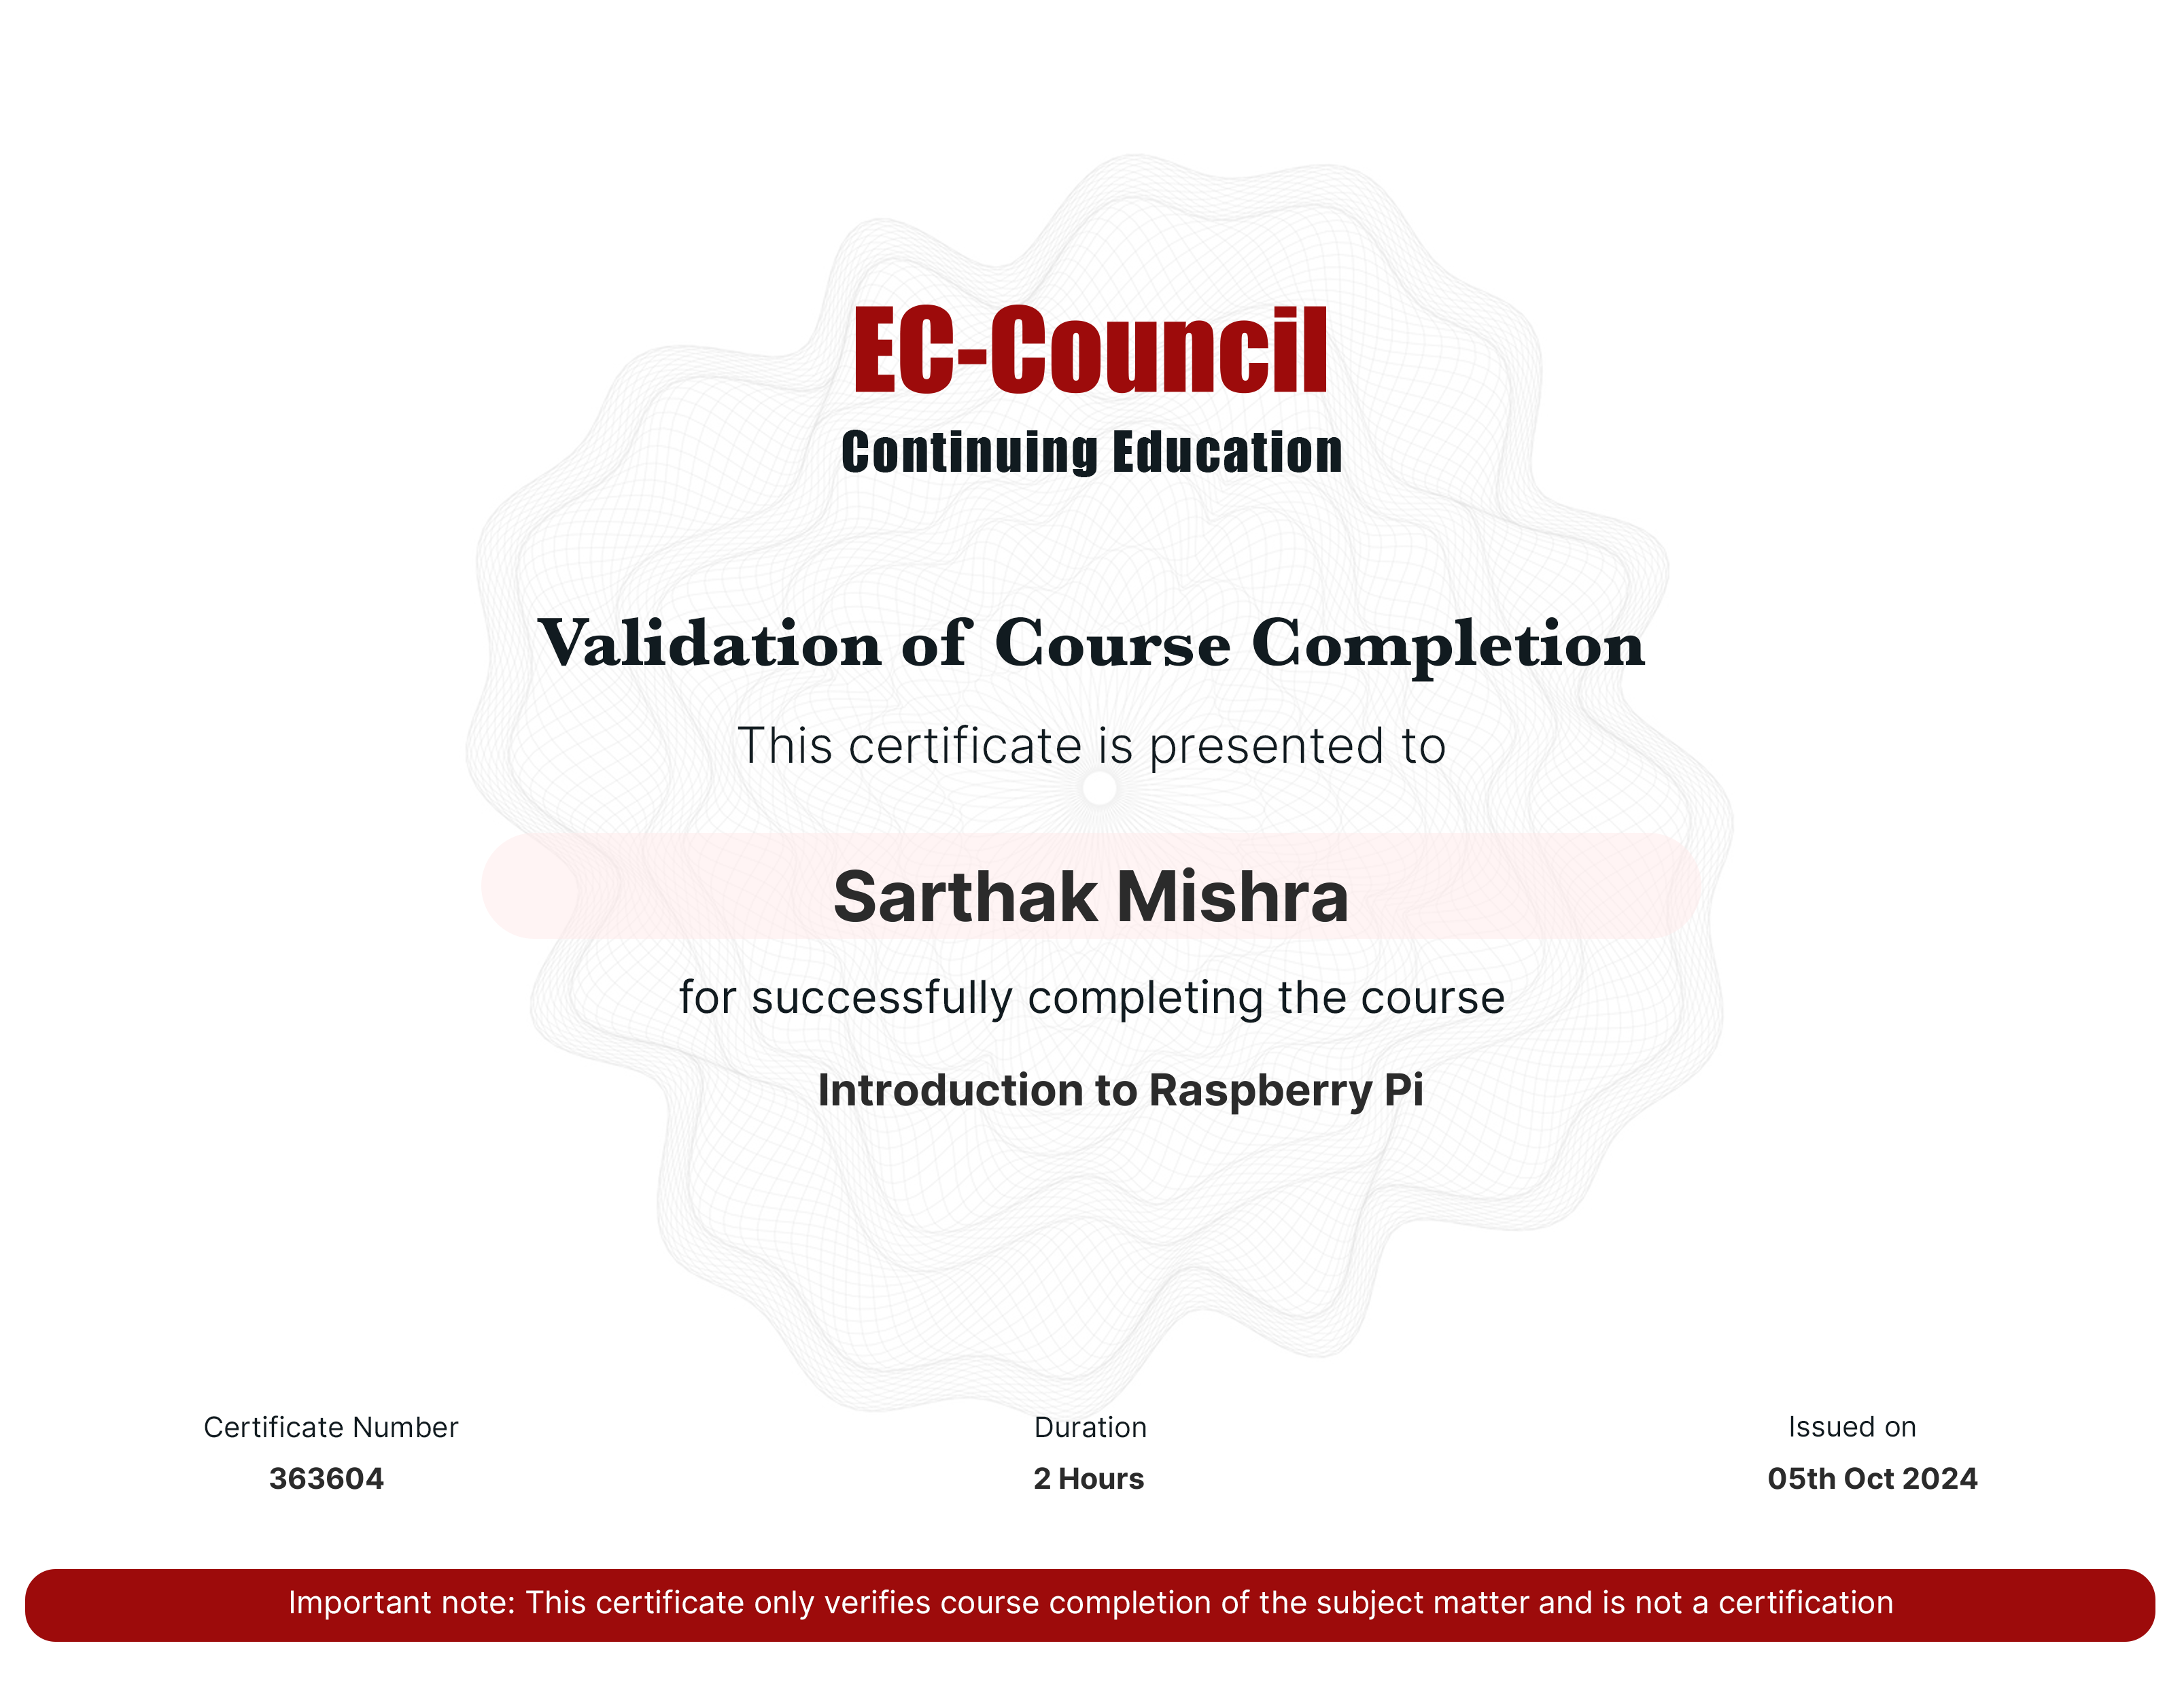 EC-Council
Continuing Education
Validation of Course Completion
This certificate is presented to
Sarthak Mishra
for successfully completing the course
Introduction to Raspberry Pi
Certificate Number
363604
Duration
2 Hours
Issued on
05th Oct 2024
Important note: This certificate only verifies course completion of the subject matter and is not a certification